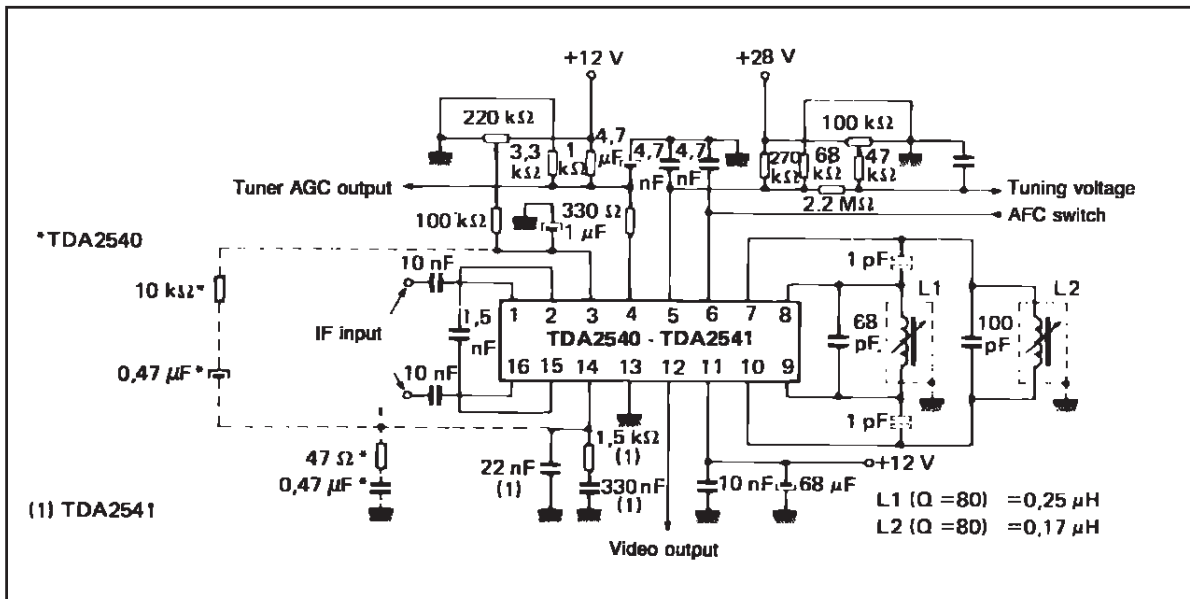 +12 V
+28 V
220 kΩ
100 kΩ
3,3
kΩ
1
kΩ
4,7
μF
4,7
nF
4,7
nF
270
kΩ
68
kΩ
47
kΩ
Tuner AGC output
Tuning voltage
2.2 MΩ
AFC switch
100 kΩ
330 Ω
1 μF
*TDA2540
10 nF
1 pF
L1
L2
10 kΩ*
IF input
1,5
nF
1 2 3 4 5 6 7 8
TDA2540 - TDA2541
16 15 14 13 12 11 10 9
68
pF
100
pF
0,47 μF*
10 nF
1 pF
1,5 kΩ
(1)
47 Ω*
0,47 μF*
22 nF
(1)
330 nF
(1)
+12 V
10 nF
68 μF
L1 (Q =80) =0,25 μH
L2 (Q =80) =0,17 μH
(1) TDA2541
Video output